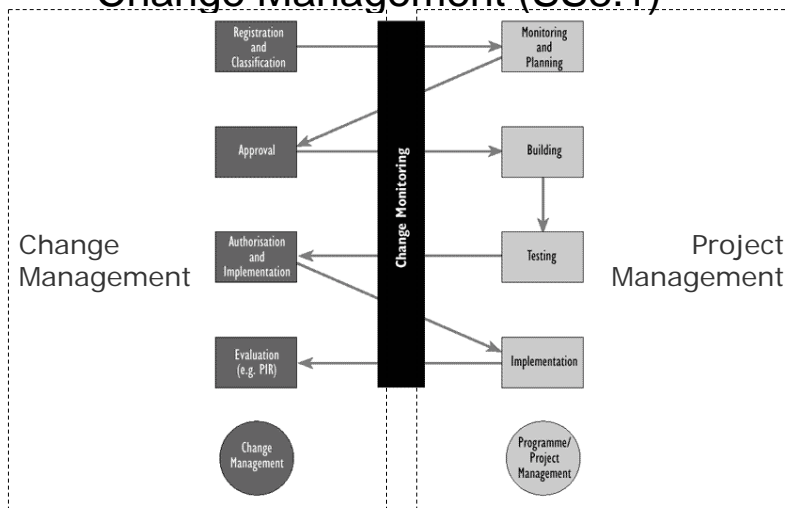 Change Management (SS8.1)
Registration
and
Classification
Monitoring
and
Planning
Approval
Building
Change Monitoring
Change
Management
Authorisation
and
Implementation
Testing
Project
Management
Evaluation
(e.g. PIR)
Implementation
Change
Management
Programme/
Project
Management